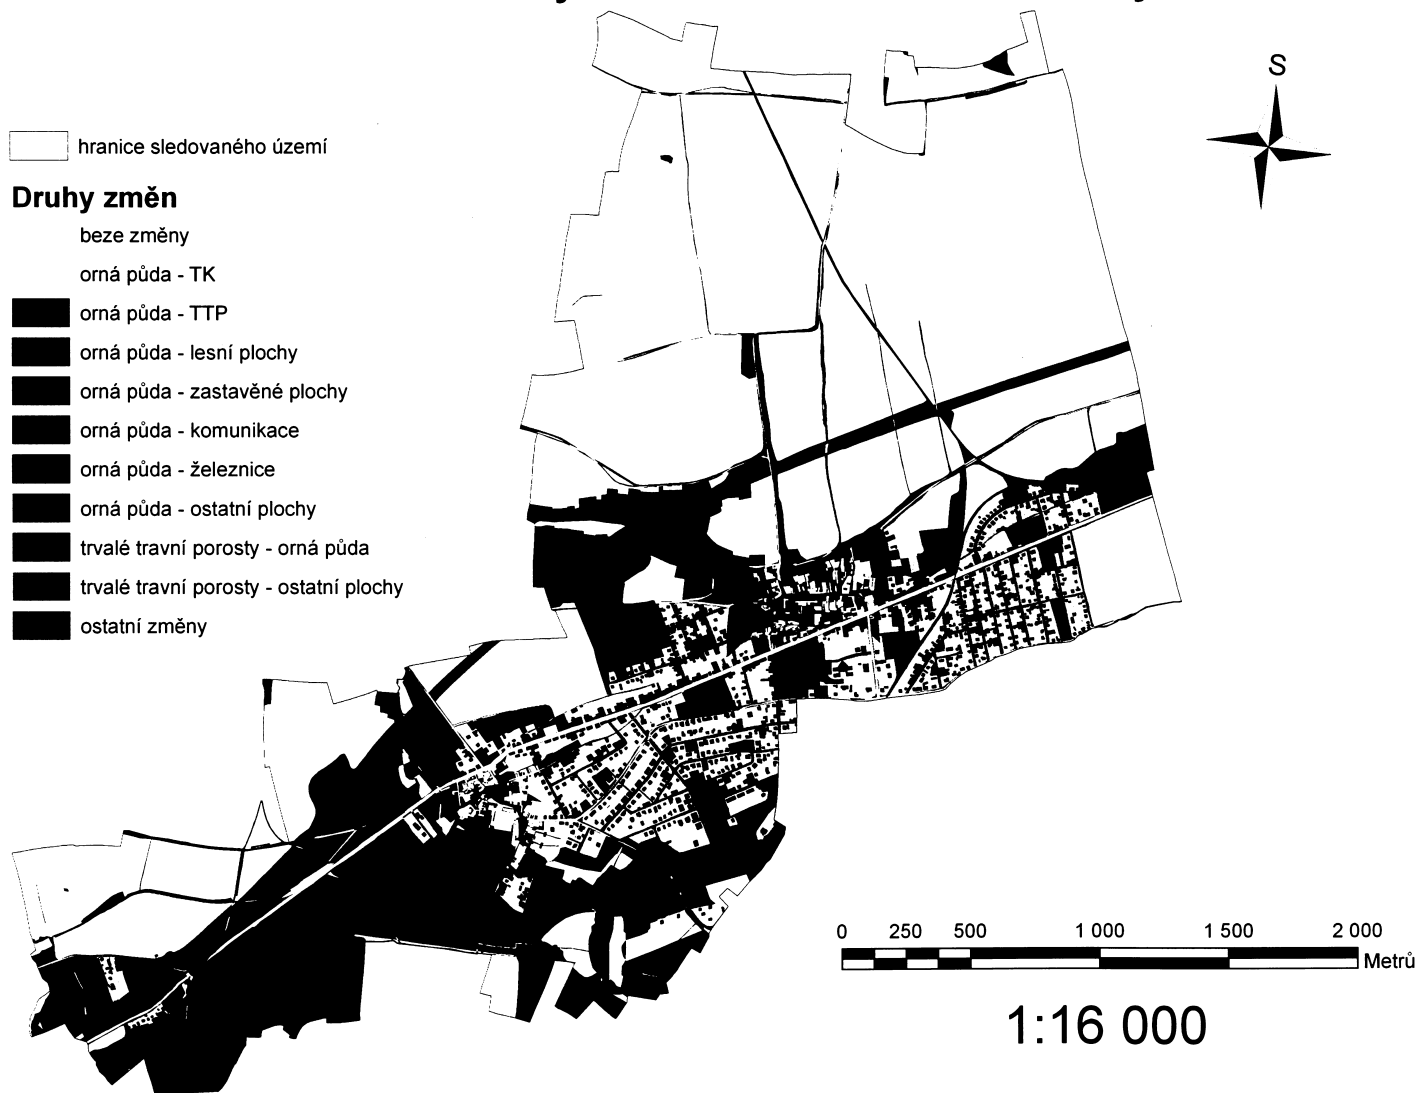 hranice sledovaného území
Druhy změn
beze změny
orná půda - TK
orná půda - TTP
orná půda - lesní plochy
orná půda - zastavěné plochy
orná půda - komunikace
orná půda - železnice
orná půda - ostatní plochy
trvalé travní porosty - orná půda
trvalé travní porosty - ostatní plochy
ostatní změny
S
0 250 500 1 000 1 500 2 000
Metrů
1:16 000